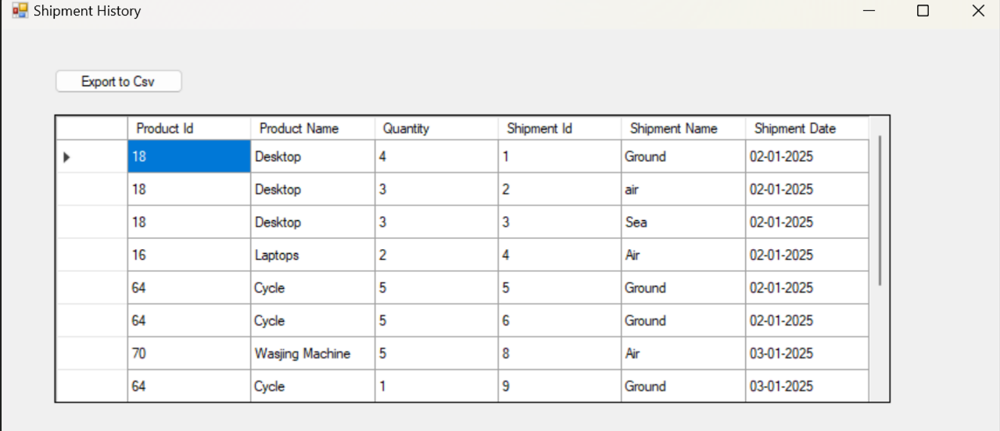 Shipment History
Export to Csv
Product Id Product Name Quantity Shipment Id Shipment Name Shipment Date
18 Desktop 4 1 Ground 02-01-2025
18 Desktop 3 2 air 02-01-2025
18 Desktop 3 3 Sea 02-01-2025
16 Laptops 2 4 Air 02-01-2025
64 Cycle 5 5 Ground 02-01-2025
64 Cycle 5 6 Ground 02-01-2025
70 Wasjing Machine 5 8 Air 03-01-2025
64 Cycle 1 9 Ground 03-01-2025